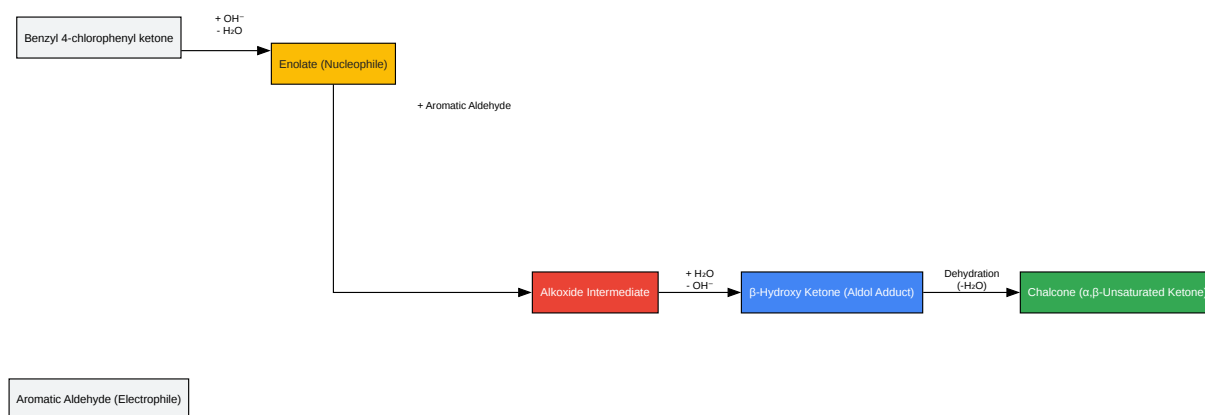 Benzyl 4-chlorophenyl ketone
+ OH⁻
- H₂O
Enolate (Nucleophile)
+ Aromatic Aldehyde
Alkoxide Intermediate
+ H₂O
- OH⁻
β-Hydroxy Ketone (Aldol Adduct)
Dehydration
(-H₂O)
Chalcone (α,β-Unsaturated Ketone)
Aromatic Aldehyde (Electrophile)